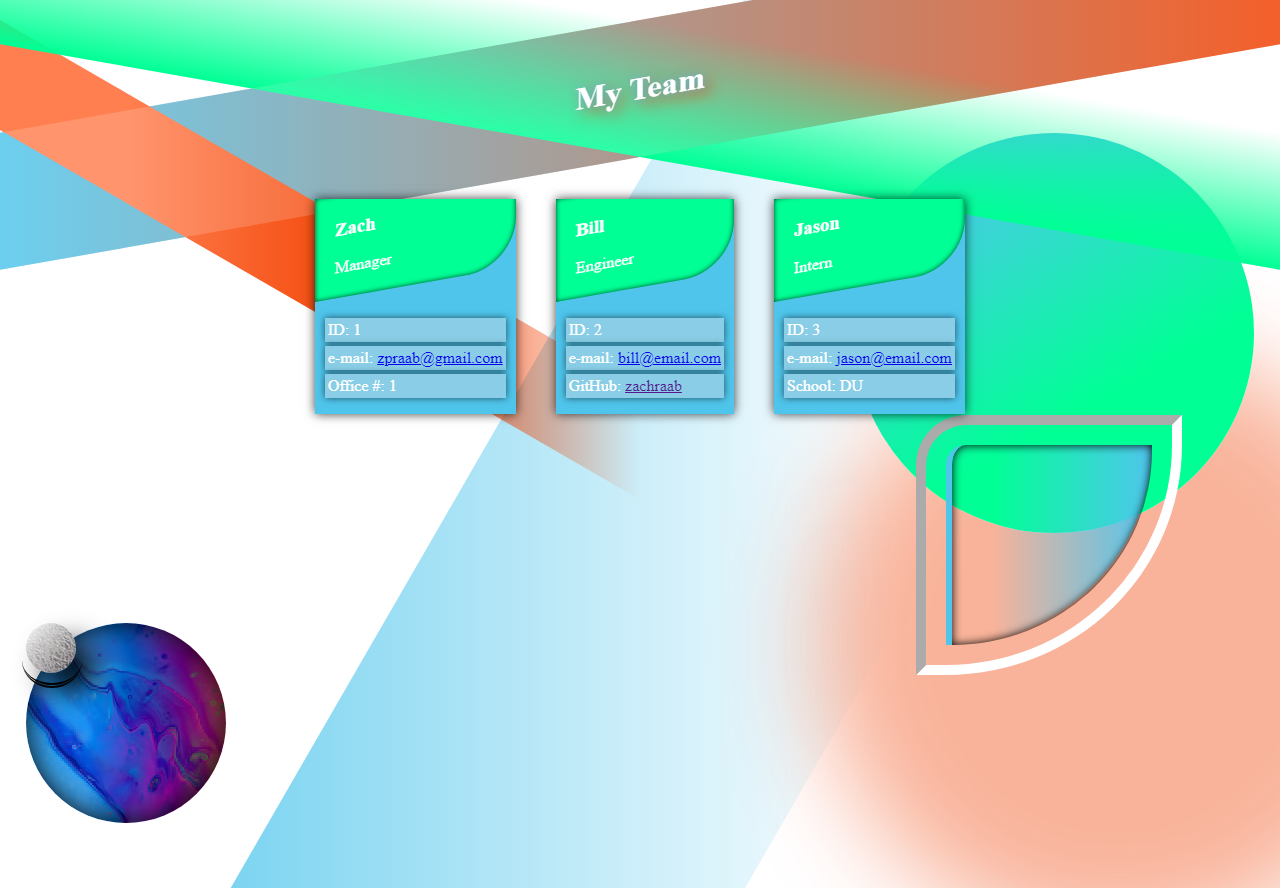 My Team
Zach
Manager
ID: 1
e-mail: zpraab@gmail.com
Office #: 1
Bill
Engineer
ID: 2
e-mail: bill@email.com
GitHub: zachraab
Jason
Intern
ID: 3
e-mail: jason@email.com
School: DU